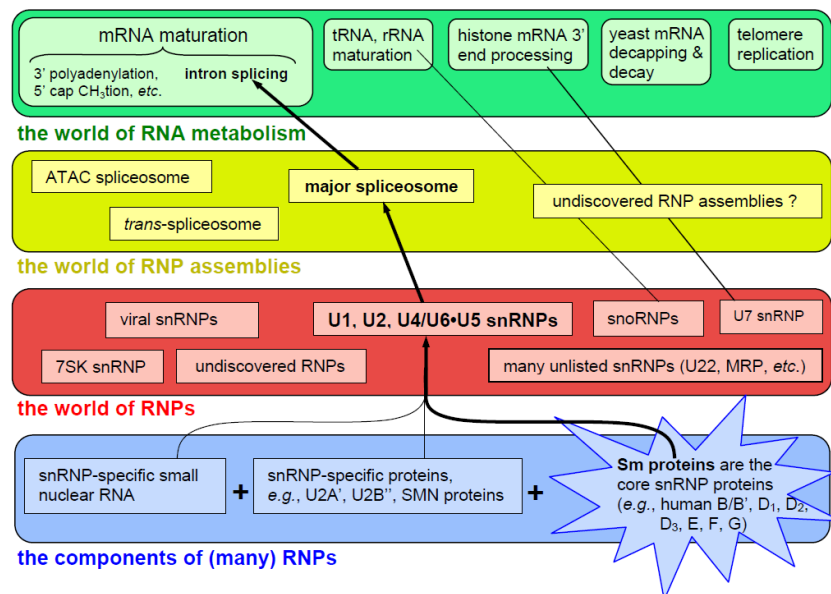 mRNA maturation
3’ polyadenylation,
5’ cap CH₃tion, etc.
intron splicing
tRNA, rRNA
maturation
histone mRNA 3’
end processing
yeast mRNA
decapping &
decay
telomere
replication
the world of RNA metabolism
ATAC spliceosome
major spliceosome
trans-spliceosome
undiscovered RNP assemblies ?
the world of RNP assemblies
viral snRNPs
U1, U2, U4/U6•U5 snRNPs
snoRNPs
U7 snRNP
7SK snRNP
undiscovered RNPs
many unlisted snRNPs (U22, MRP, etc.)
the world of RNPs
snRNP-specific small
nuclear RNA
+
snRNP-specific proteins,
e.g., U2A’, U2B’’, SMN proteins
+
Sm proteins are the
core snRNP proteins
(e.g., human B/B’, D₁, D₂,
D₃, E, F, G)
the components of (many) RNPs